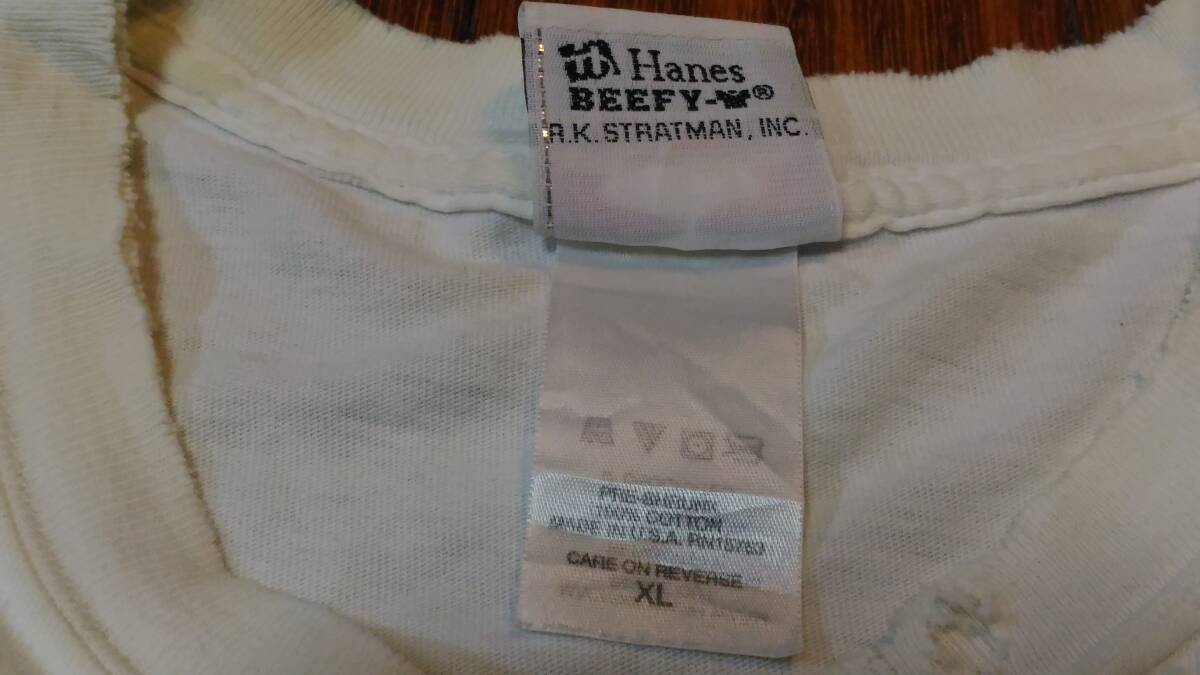 Hanes
BEEFY-T®
R.K. STRATMAN, INC.
PRE-SHRUNK
100% COTTON
MADE IN U.S.A. RN15763
CARE ON REVERSE
XL